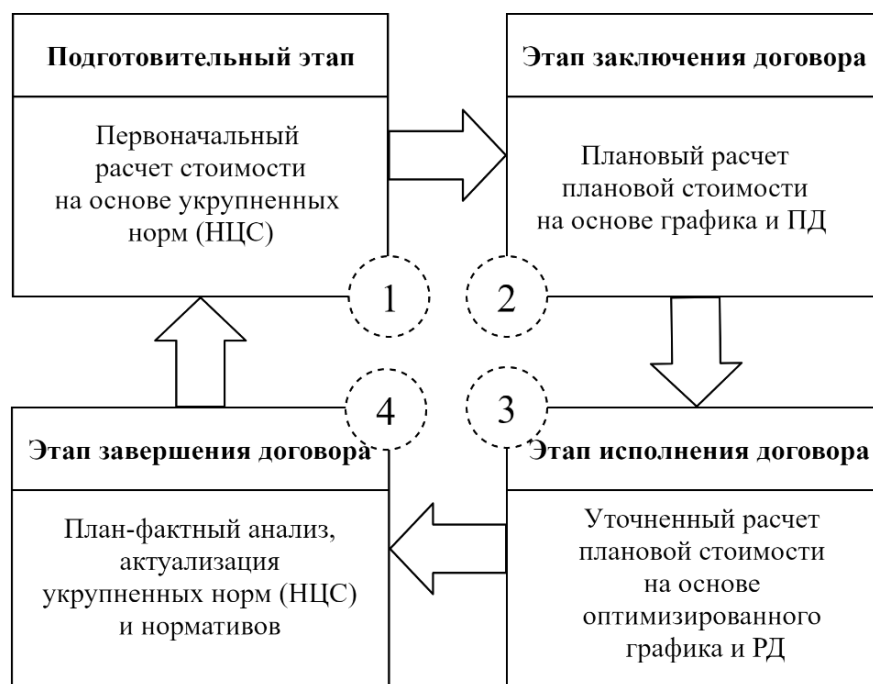 Подготовительный этап
Первоначальный
расчет стоимости
на основе укрупненных
норм (НЦС)
1
Этап заключения договора
Плановый расчет
плановой стоимости
на основе графика и ПД
2
3
Этап исполнения договора
Уточненный расчет
плановой стоимости
на основе
оптимизированного
графика и РД
4
Этап завершения договора
План-фактный анализ,
актуализация
укрупненных норм (НЦС)
и нормативов